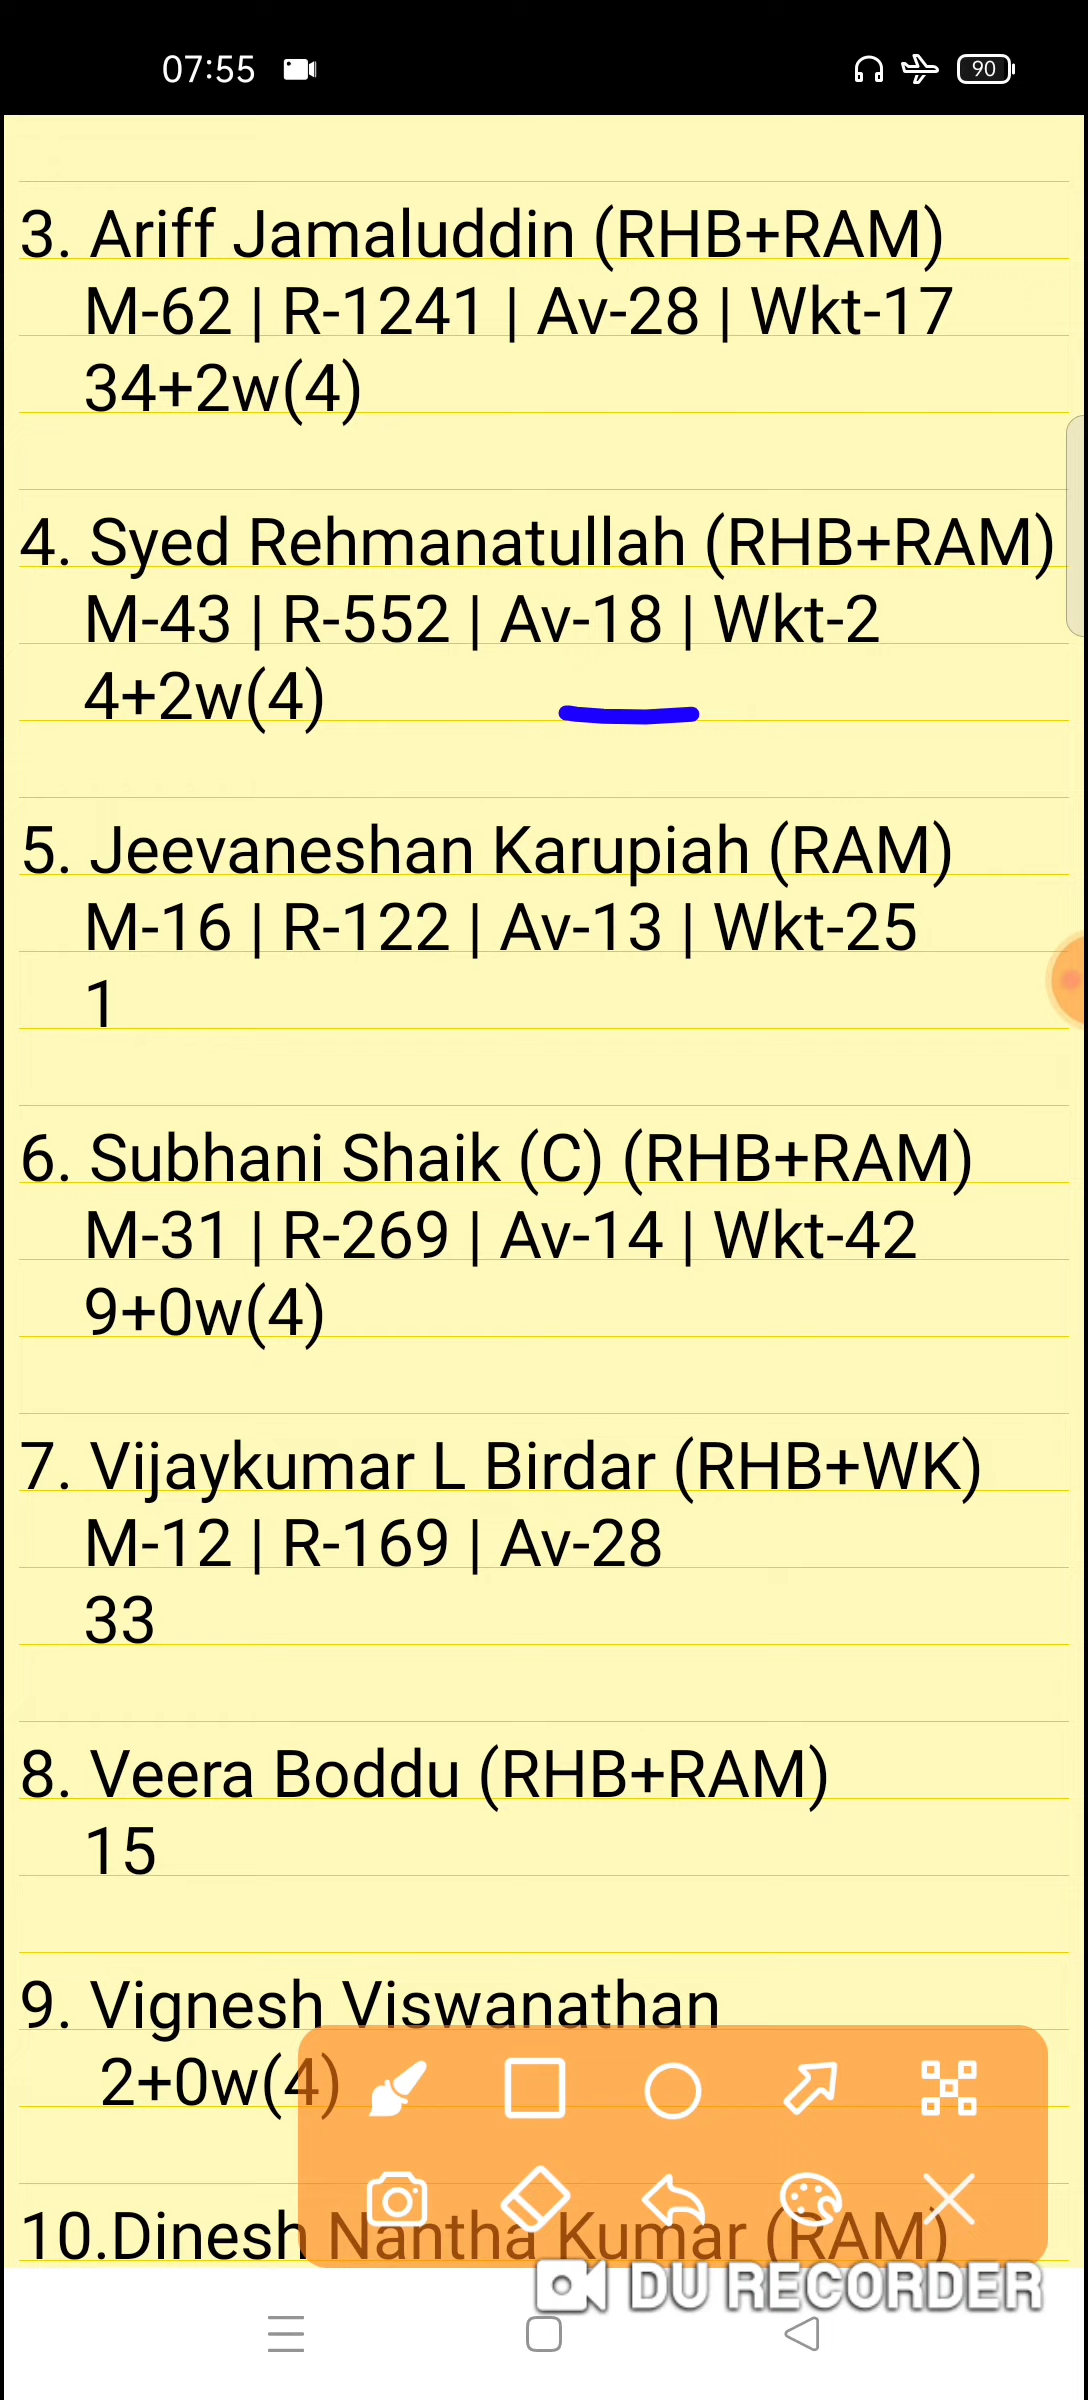 07:55
90
3. Ariff Jamaluddin (RHB+RAM)
M-62 | R-1241 | Av-28 | Wkt-17
34+2w(4)
4. Syed Rehmanatullah (RHB+RAM)
M-43 | R-552 | Av-18 | Wkt-2
4+2w(4)
5. Jeevaneshan Karupiah (RAM)
M-16 | R-122 | Av-13 | Wkt-25
1
6. Subhani Shaik (C) (RHB+RAM)
M-31 | R-269 | Av-14 | Wkt-42
9+0w(4)
7. Vijaykumar L Birdar (RHB+WK)
M-12 | R-169 | Av-28
33
8. Veera Boddu (RHB+RAM)
15
9. Vignesh Viswanathan
2+0w(4)
10.Dinesh Nantha Kumar (RAM)
DU RECORDER